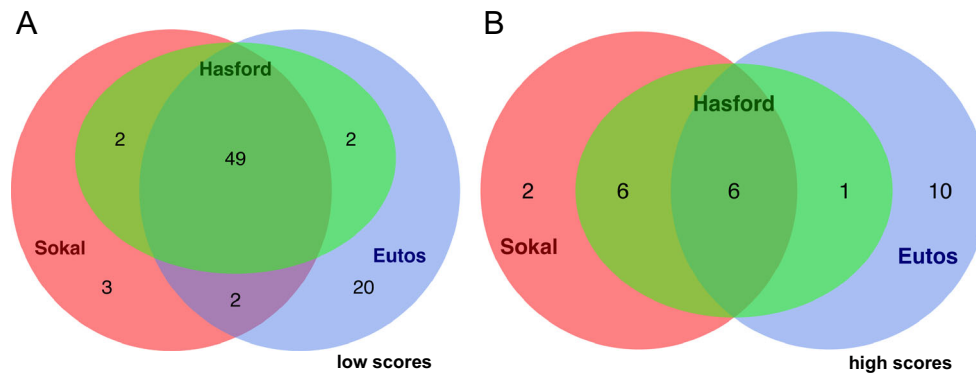 A
Hasford
2
49
2
Sokal
Eutos
3
2
20
low scores
B
Hasford
2
6
6
1
10
Sokal
Eutos
high scores